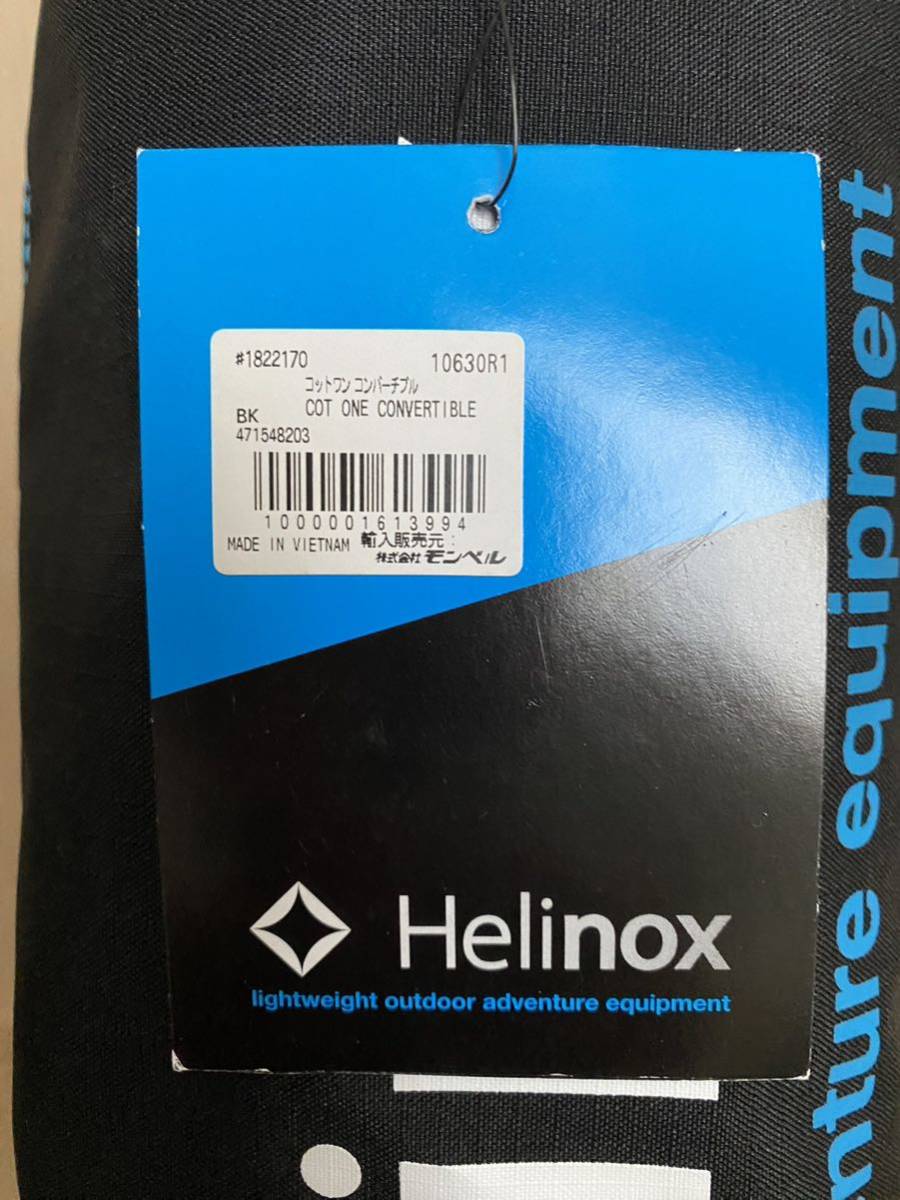 #1822170 10630R1
コットワン コンバーチブル
BK COT ONE CONVERTIBLE
471548203
1000001613994
MADE IN VIETNAM 輸入販売元:
株式会社 モンベル
Helinox
lightweight outdoor adventure equipment
nture equipment